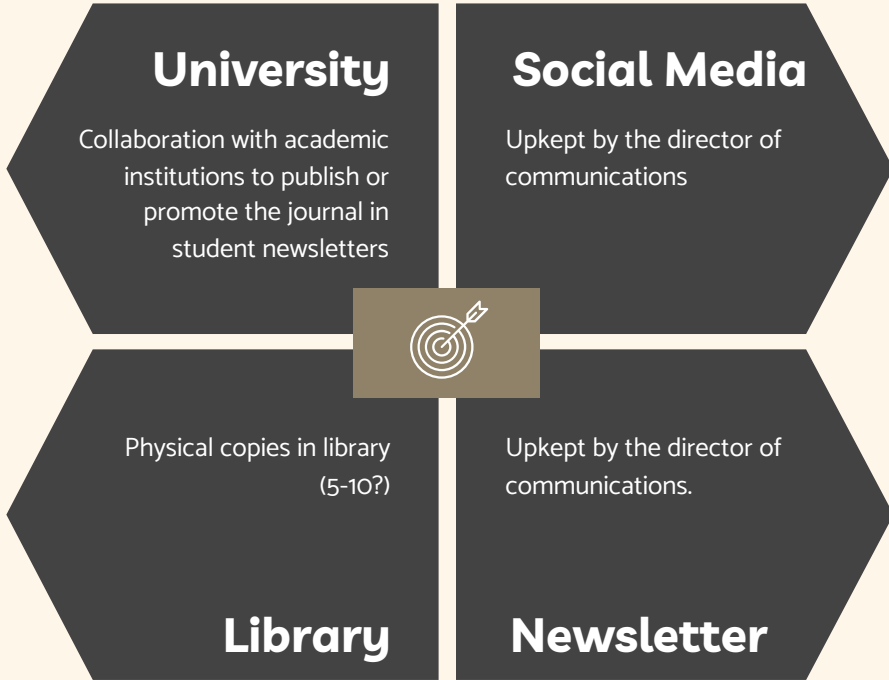 University
Collaboration with academic
institutions to publish or
promote the journal in
student newsletters
Social Media
Upkept by the director of
communications
Physical copies in library
(5-10?)
Library
Upkept by the director of
communications.
Newsletter